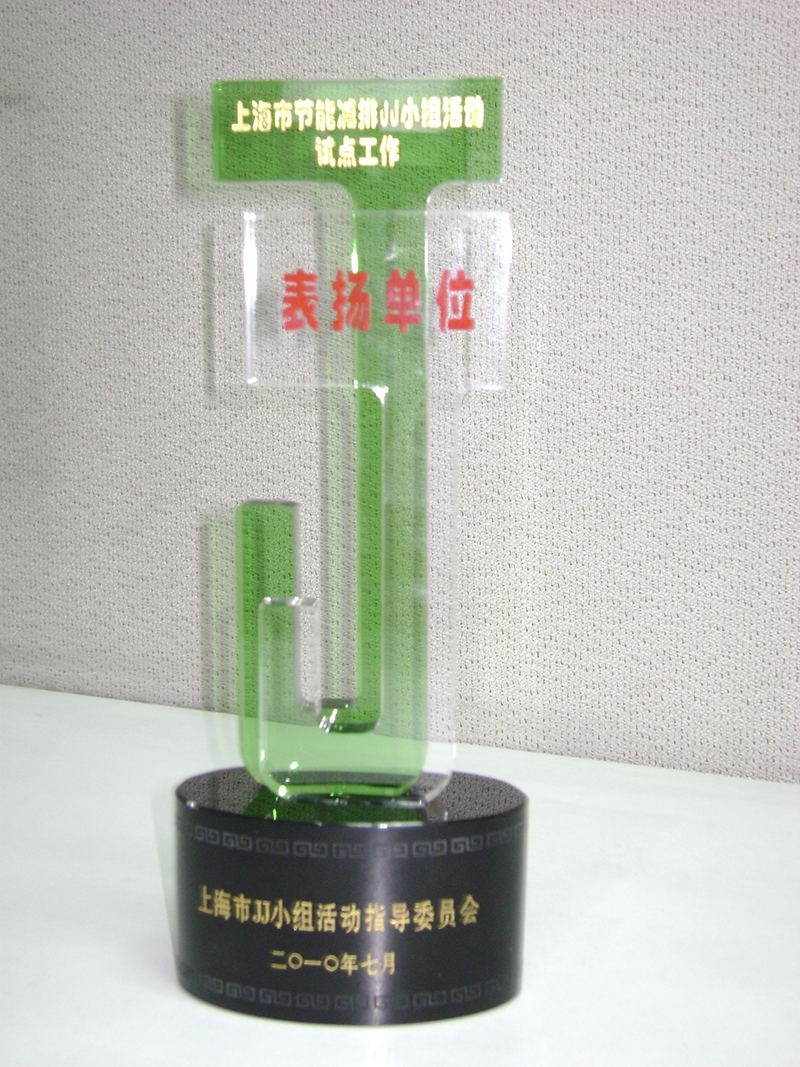 上海市节能减排JJ小组活动
试点工作
表扬单位
上海市JJ小组活动指导委员会
二〇一〇年七月